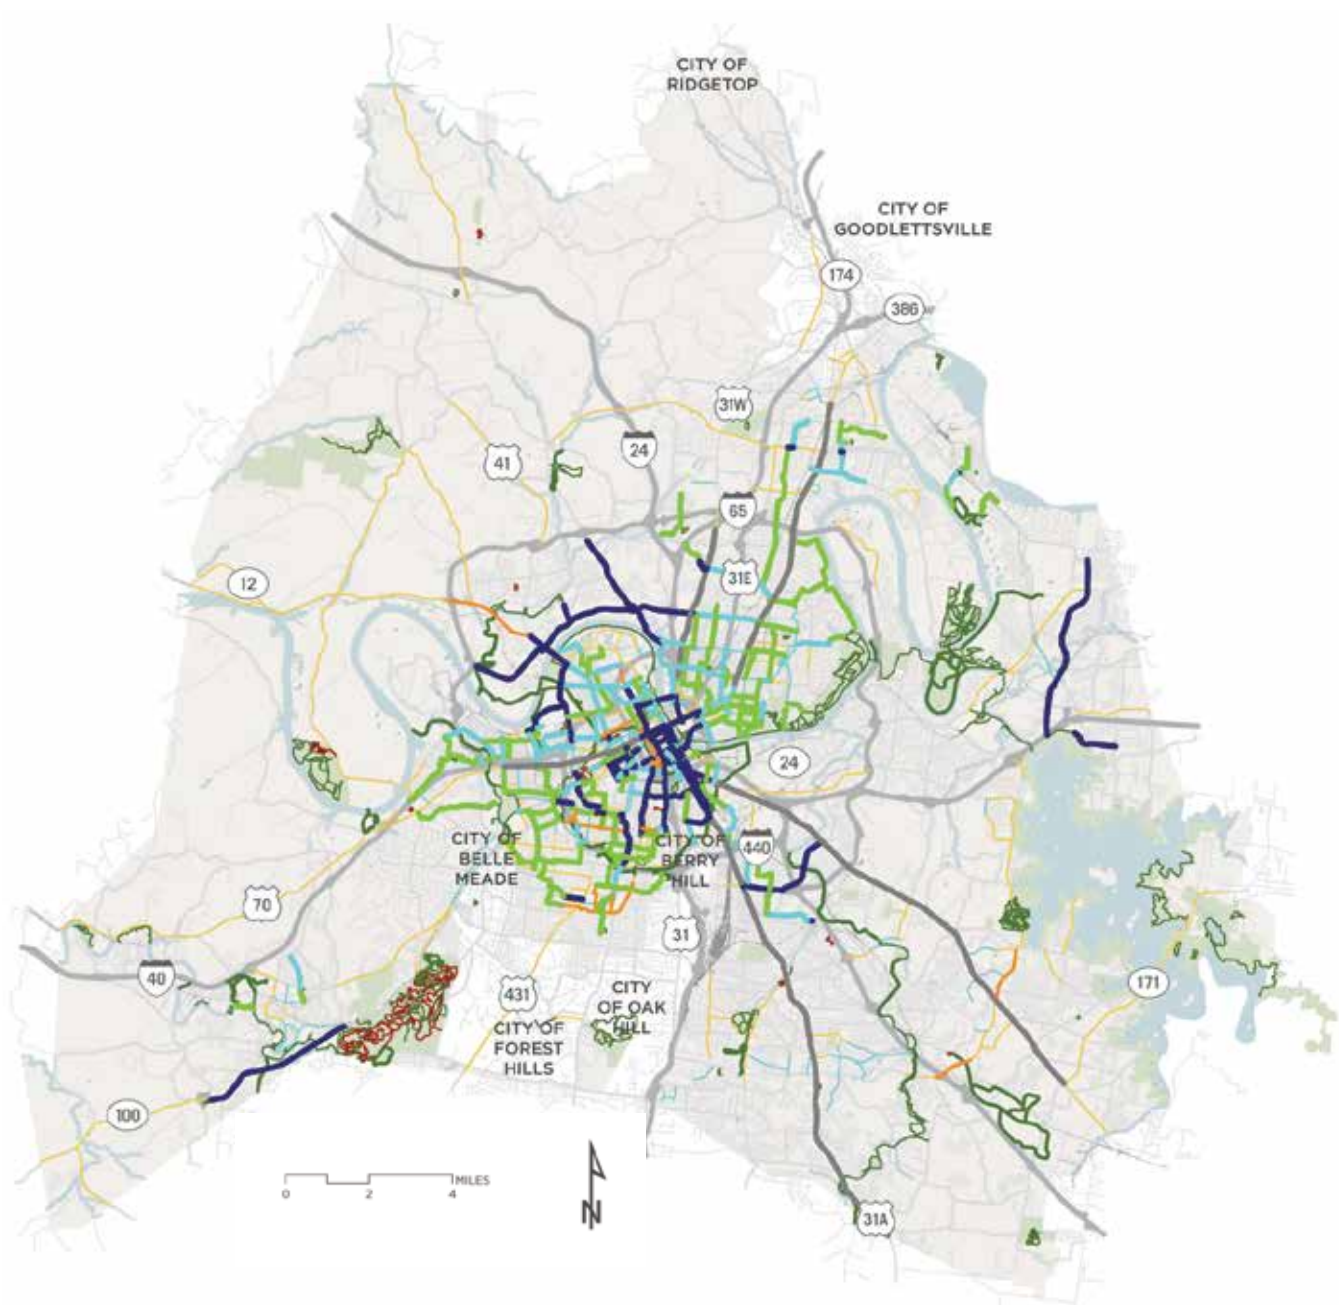 CITY OF
RIDGETOP
CITY OF
GOODLETTSVILLE
174
386
31W
41
24
65
12
31E
24
CITY OF
BELLE
MEADE
CITY OF
BERRY
HILL
440
70
31
40
431
CITY
OF OAK
HILL
171
CITY OF
FOREST
HILLS
100
MILES
0
2
4
N
31A